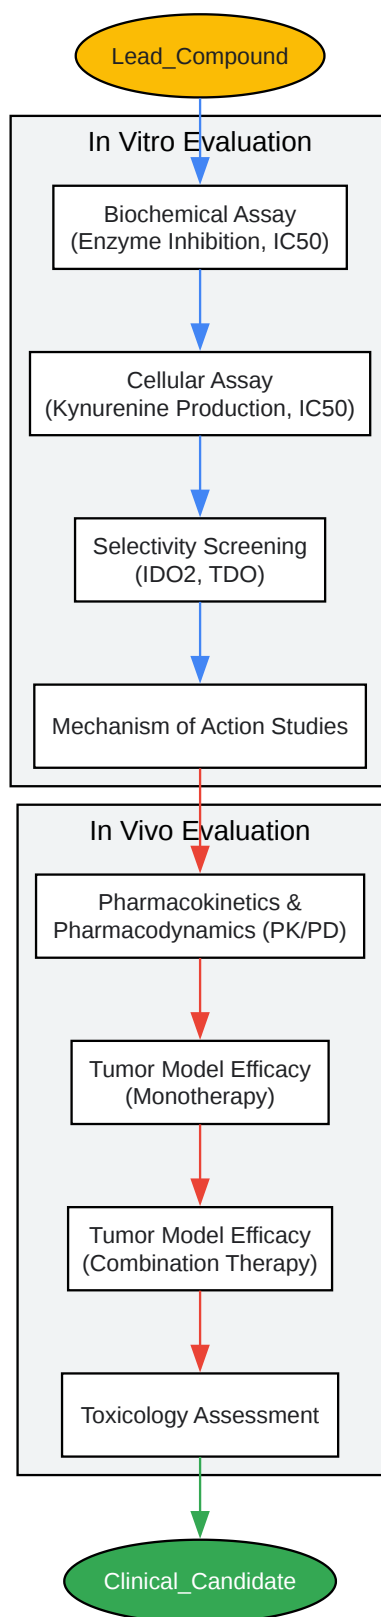 Lead_Compound
In Vitro Evaluation
Biochemical Assay
(Enzyme Inhibition, IC50)
Cellular Assay
(Kynurenine Production, IC50)
Selectivity Screening
(IDO2, TDO)
Mechanism of Action Studies
In Vivo Evaluation
Pharmacokinetics &
Pharmacodynamics (PK/PD)
Tumor Model Efficacy
(Monotherapy)
Tumor Model Efficacy
(Combination Therapy)
Toxicology Assessment
Clinical_Candidate